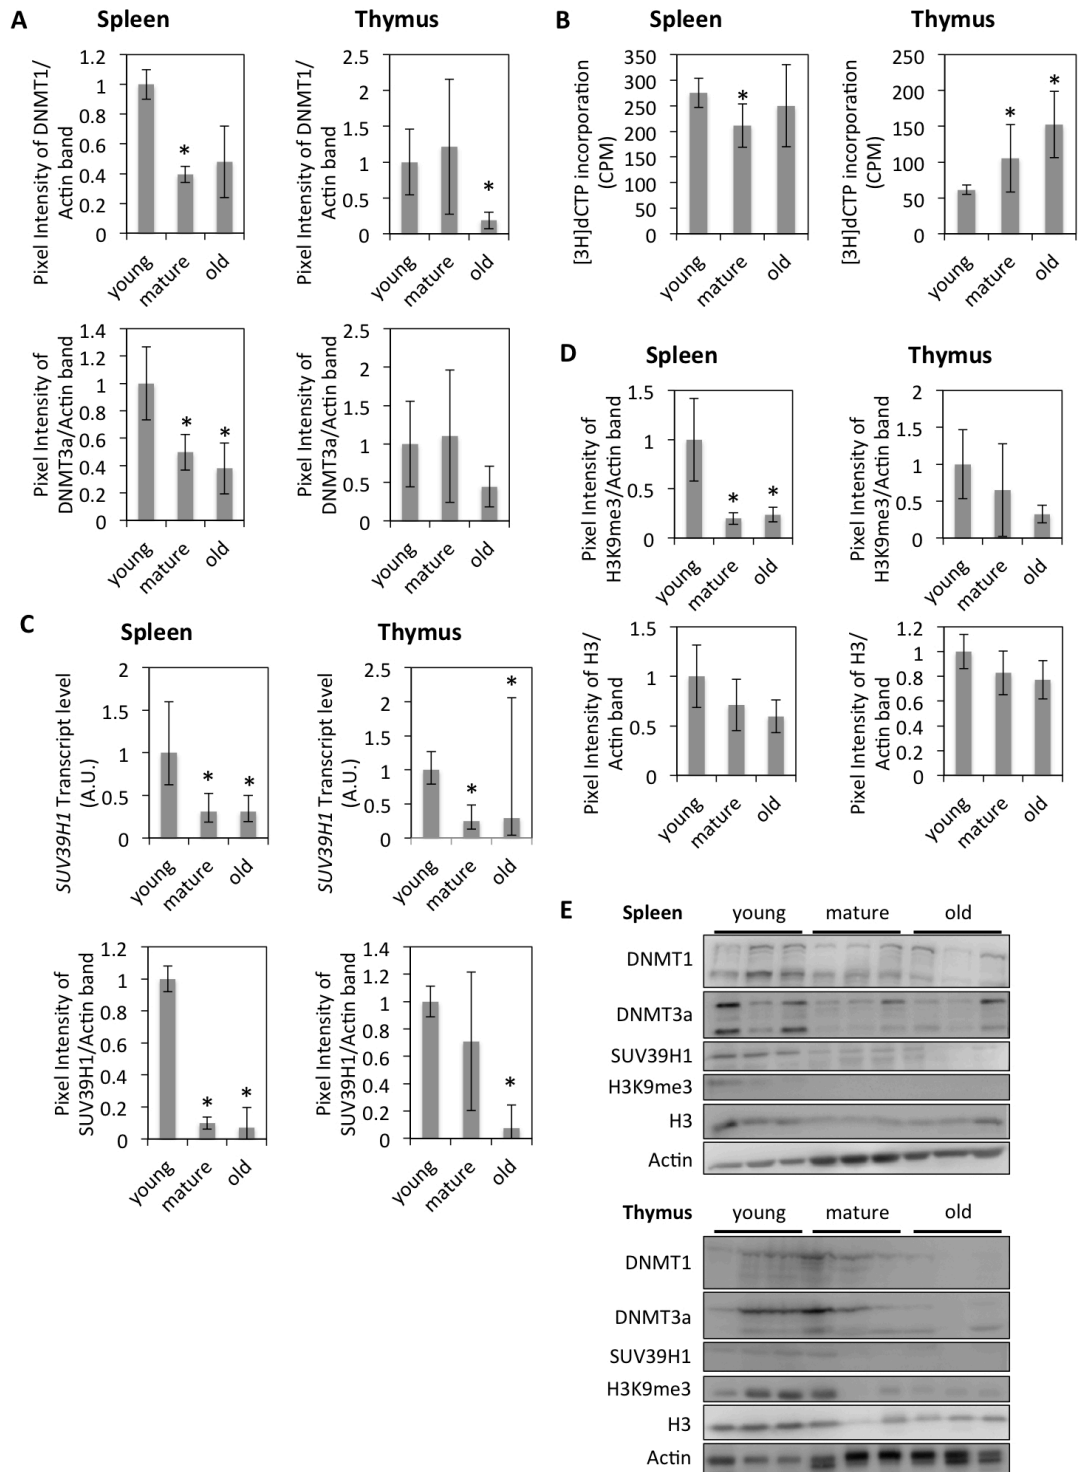 A
Spleen
Thymus
Pixel Intensity of DNMT1/
Actin band
1.2
1
0.8
0.6
0.4
0.2
0
*
young
mature
old
Pixel Intensity of DNMT1/
Actin band
2.5
2
1.5
1
0.5
0
*
young
mature
old
Pixel Intensity of
DNMT3a/Actin band
1.4
1.2
1
0.8
0.6
0.4
0.2
0
*
*
young
mature
old
Pixel Intensity of
DNMT3a/Actin band
2.5
2
1.5
1
0.5
0
young
mature
old
B
Spleen
Thymus
[3H]dCTP incorporation
(CPM)
350
300
250
200
150
100
50
0
*
young
mature
old
[3H]dCTP incorporation
(CPM)
250
200
150
100
50
0
*
*
young
mature
old
C
Spleen
Thymus
SUV39H1 Transcript level
(A.U.)
2
1.5
1
0.5
0
*
*
young
mature
old
SUV39H1 Transcript level
(A.U.)
2.5
2
1.5
1
0.5
0
*
*
young
mature
old
Pixel Intensity of
SUV39H1/Actin band
1.2
1
0.8
0.6
0.4
0.2
0
*
*
young
mature
old
Pixel Intensity of
SUV39H1/Actin band
1.4
1.2
1
0.8
0.6
0.4
0.2
0
*
young
mature
old
D
Spleen
Thymus
Pixel Intensity of
H3K9me3/Actin band
1.5
1
0.5
0
*
*
young
mature
old
Pixel Intensity of
H3K9me3/Actin band
2
1.5
1
0.5
0
young
mature
old
Pixel Intensity of H3/
Actin band
1.5
1
0.5
0
young
mature
old
Pixel Intensity of H3/
Actin band
1.2
1
0.8
0.6
0.4
0.2
0
young
mature
old
E
Spleen young mature old
DNMT1
DNMT3a
SUV39H1
H3K9me3
H3
Actin
Thymus young mature old
DNMT1
DNMT3a
SUV39H1
H3K9me3
H3
Actin